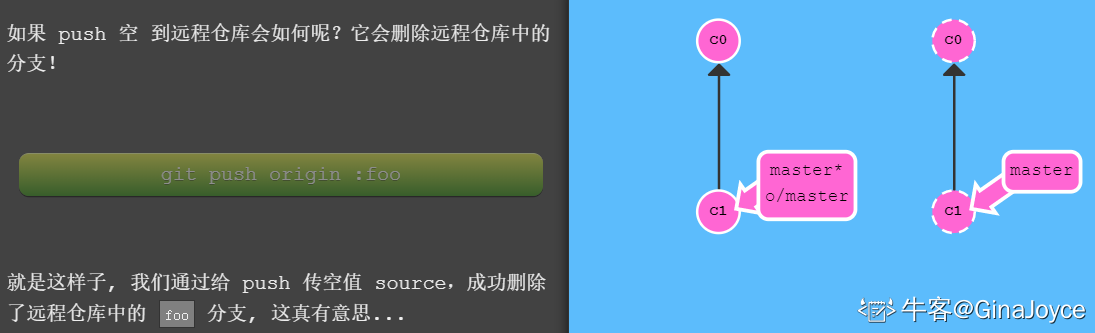 如果 push 空 到远程仓库会如何呢？它会删除远程仓库中的
分支！
git push origin :foo
就是这样子, 我们通过给 push 传空值 source，成功删除
了远程仓库中的 foo 分支, 这真有意思...
C0
C0
master*
o/master
master
C1
C1
牛客@GinaJoyce